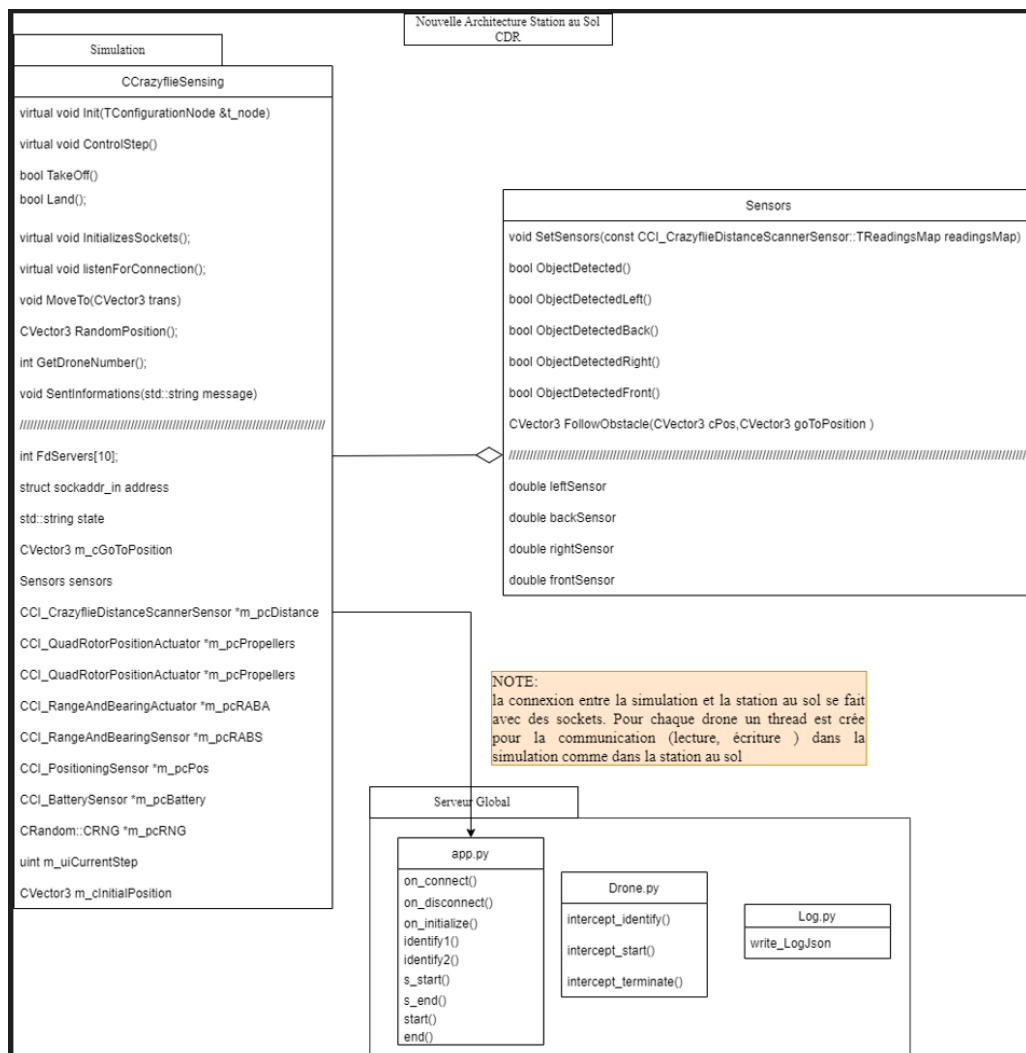 Nouvelle Architecture Station au Sol
CDR
Simulation
CCrazyflieSensing
virtual void Init(TConfigurationNode &t_node)
virtual void ControlStep()
bool TakeOff()
bool Land();
virtual void InitializesSockets();
virtual void listenForConnection();
void MoveTo(CVector3 trans)
CVector3 RandomPosition();
int GetDroneNumber();
void SentInformations(std::string message)
int FdServers[10];
struct sockaddr_in address
std::string state
CVector3 m_cGoToPosition
Sensors sensors
CCI_CrazyflieDistanceScannerSensor *m_pcDistance
CCI_QuadRotorPositionActuator *m_pcPropellers
CCI_QuadRotorPositionActuator *m_pcPropellers
CCI_RangeAndBearingActuator *m_pcRABA
CCI_RangeAndBearingSensor *m_pcRABS
CCI_PositioningSensor *m_pcPos
CCI_BatterySensor *m_pcBattery
CRandom::CRNG *m_pcRNG
uint m_uiCurrentStep
CVector3 m_cInitialPosition
Sensors
void SetSensors(const CCI_CrazyflieDistanceScannerSensor::TReadingsMap readingsMap)
bool ObjectDetected()
bool ObjectDetectedLeft()
bool ObjectDetectedBack()
bool ObjectDetectedRight()
bool ObjectDetectedFront()
CVector3 FollowObstacle(CVector3 cPos,CVector3 goToPosition )
double leftSensor
double backSensor
double rightSensor
double frontSensor
NOTE:
la connexion entre la simulation et la station au sol se fait
avec des sockets. Pour chaque drone un thread est crée
pour la communication (lecture, écriture ) dans la
simulation comme dans la station au sol
Serveur Global
app.py
on_connect()
on_disconnect()
on_initialize()
identify1()
identify2()
s_start()
s_end()
start()
end()
Drone.py
intercept_identify()
intercept_start()
intercept_terminate()
Log.py
write_LogJson